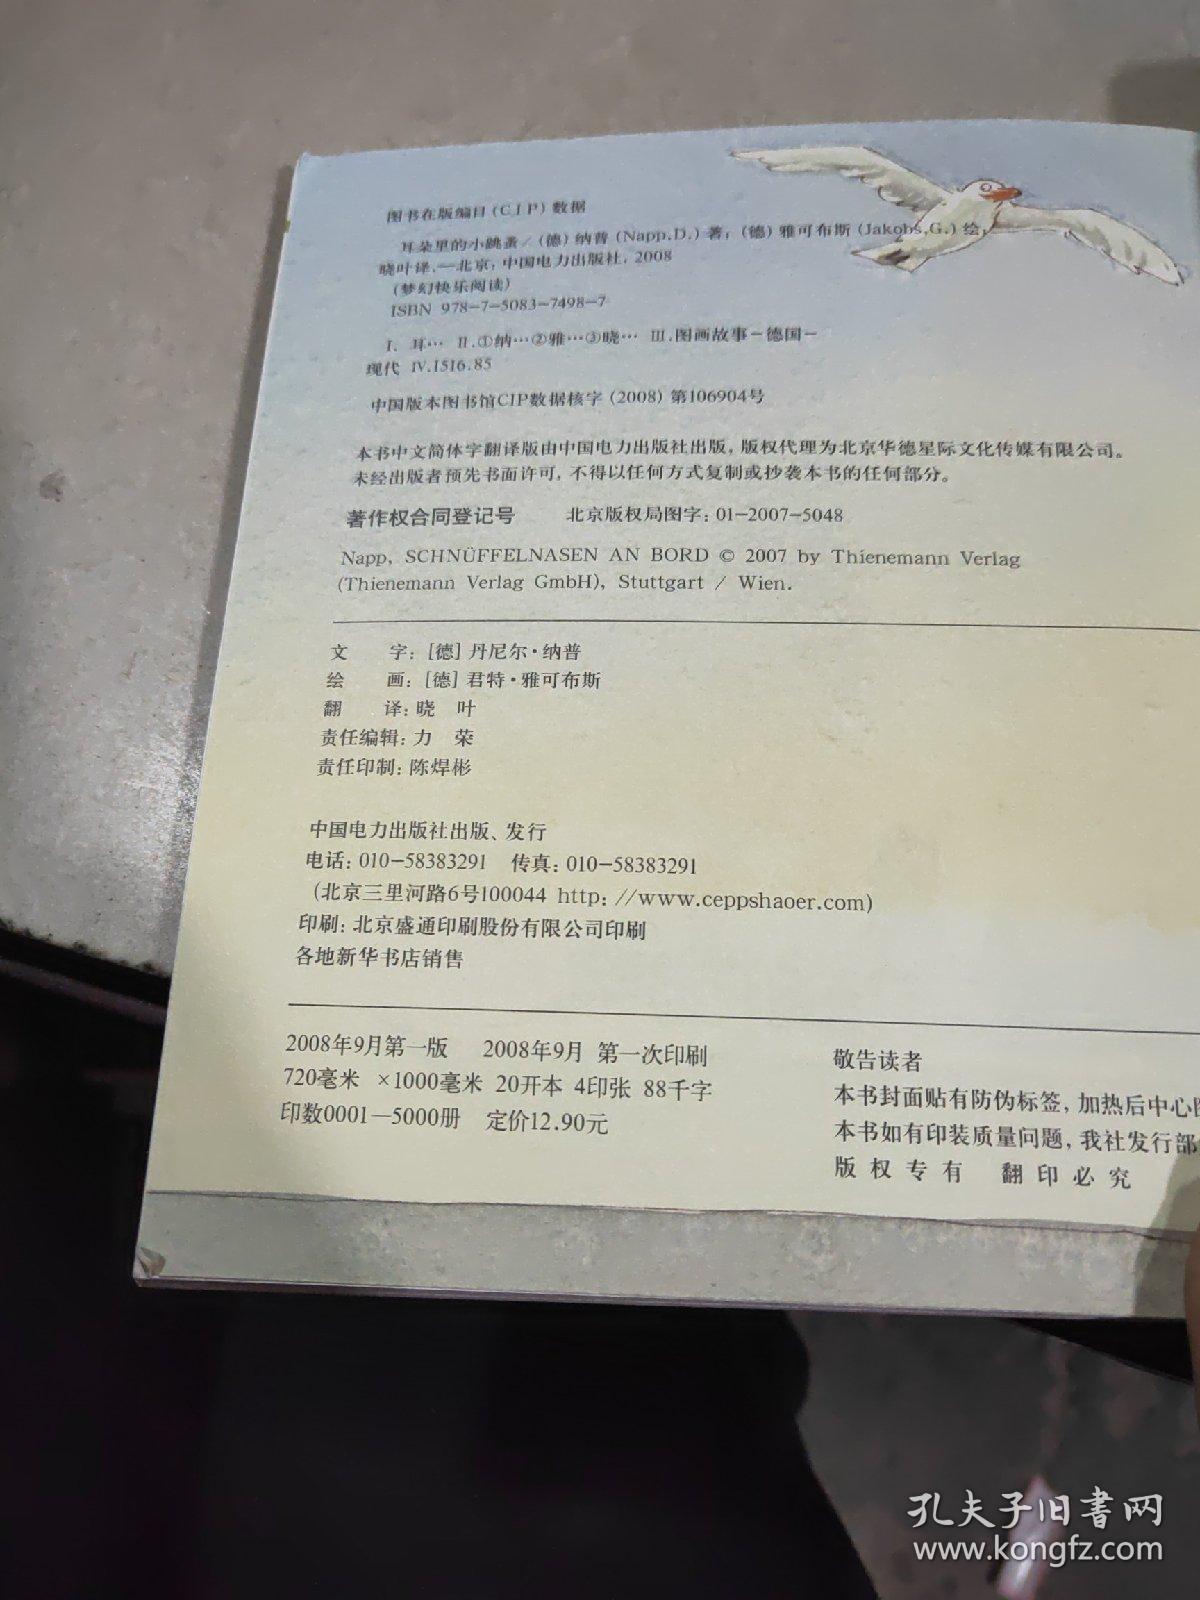 图书在版编目(CIP)数据
耳朵里的小跳蚤/(德)纳普(Napp,D.)著;(德)雅可布斯(Jakobs,G.)绘;
晓叶译.—北京:中国电力出版社,2008
(梦幻快乐阅读)
ISBN 978-7-5083-7498-7
Ⅰ. 耳… Ⅱ.①纳…②雅…③晓… Ⅲ.图画故事-德国-
现代 Ⅳ.I516.85
中国版本图书馆CIP数据核字(2008)第106904号
本书中文简体字翻译版由中国电力出版社出版,版权代理为北京华德星际文化传媒有限公司。
未经出版者预先书面许可,不得以任何方式复制或抄袭本书的任何部分。
著作权合同登记号 北京版权局图字:01-2007-5048
Napp, SCHNÜFFELNASEN AN BORD © 2007 by Thienemann Verlag
(Thienemann Verlag GmbH), Stuttgart / Wien.
文 字:[德]丹尼尔·纳普
绘 画:[德]君特·雅可布斯
翻 译:晓 叶
责任编辑:力 荣
责任印制:陈焊彬
中国电力出版社出版、发行
电话:010-58383291 传真:010-58383291
(北京三里河路6号100044 http://www.ceppshaoer.com)
印刷:北京盛通印刷股份有限公司印刷
各地新华书店销售
2008年9月第一版 2008年9月 第一次印刷
720毫米 ×1000毫米 20开本 4印张 88千字
印数0001—5000册 定价12.90元
敬告读者
本书封面贴有防伪标签,加热后中心
本书如有印装质量问题,我社发行部
版 权 专 有 翻 印 必 究
孔夫子旧书网
www.kongfz.com